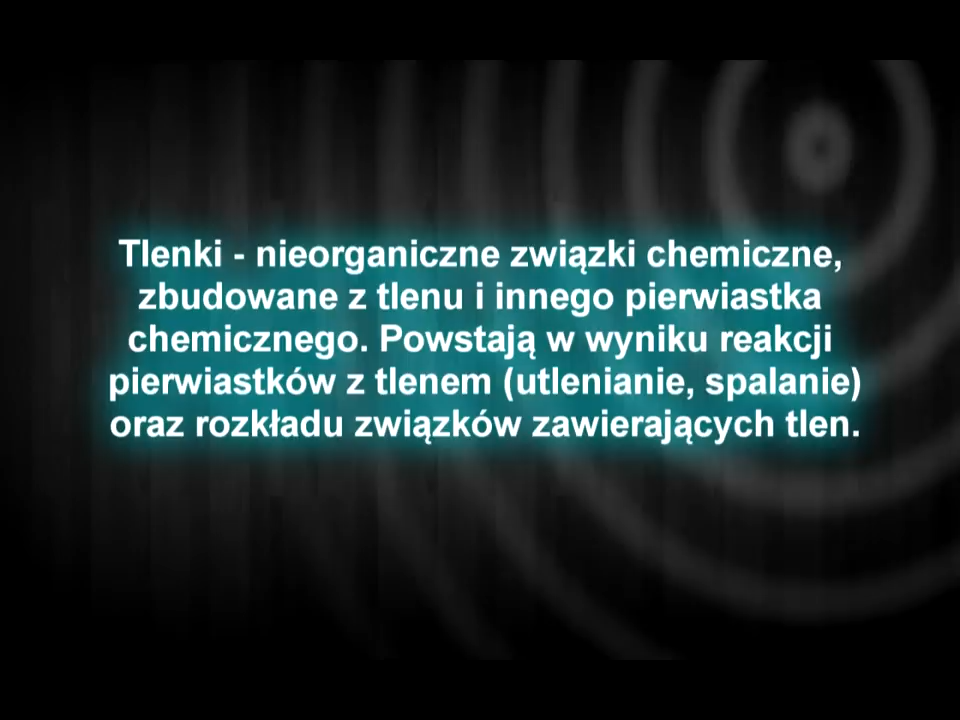 Tlenki - nieorganiczne związki chemiczne,
zbudowane z tlenu i innego pierwiastka
chemicznego. Powstają w wyniku reakcji
pierwiastków z tlenem (utlenianie, spalanie)
oraz rozkładu związków zawierających tlen.